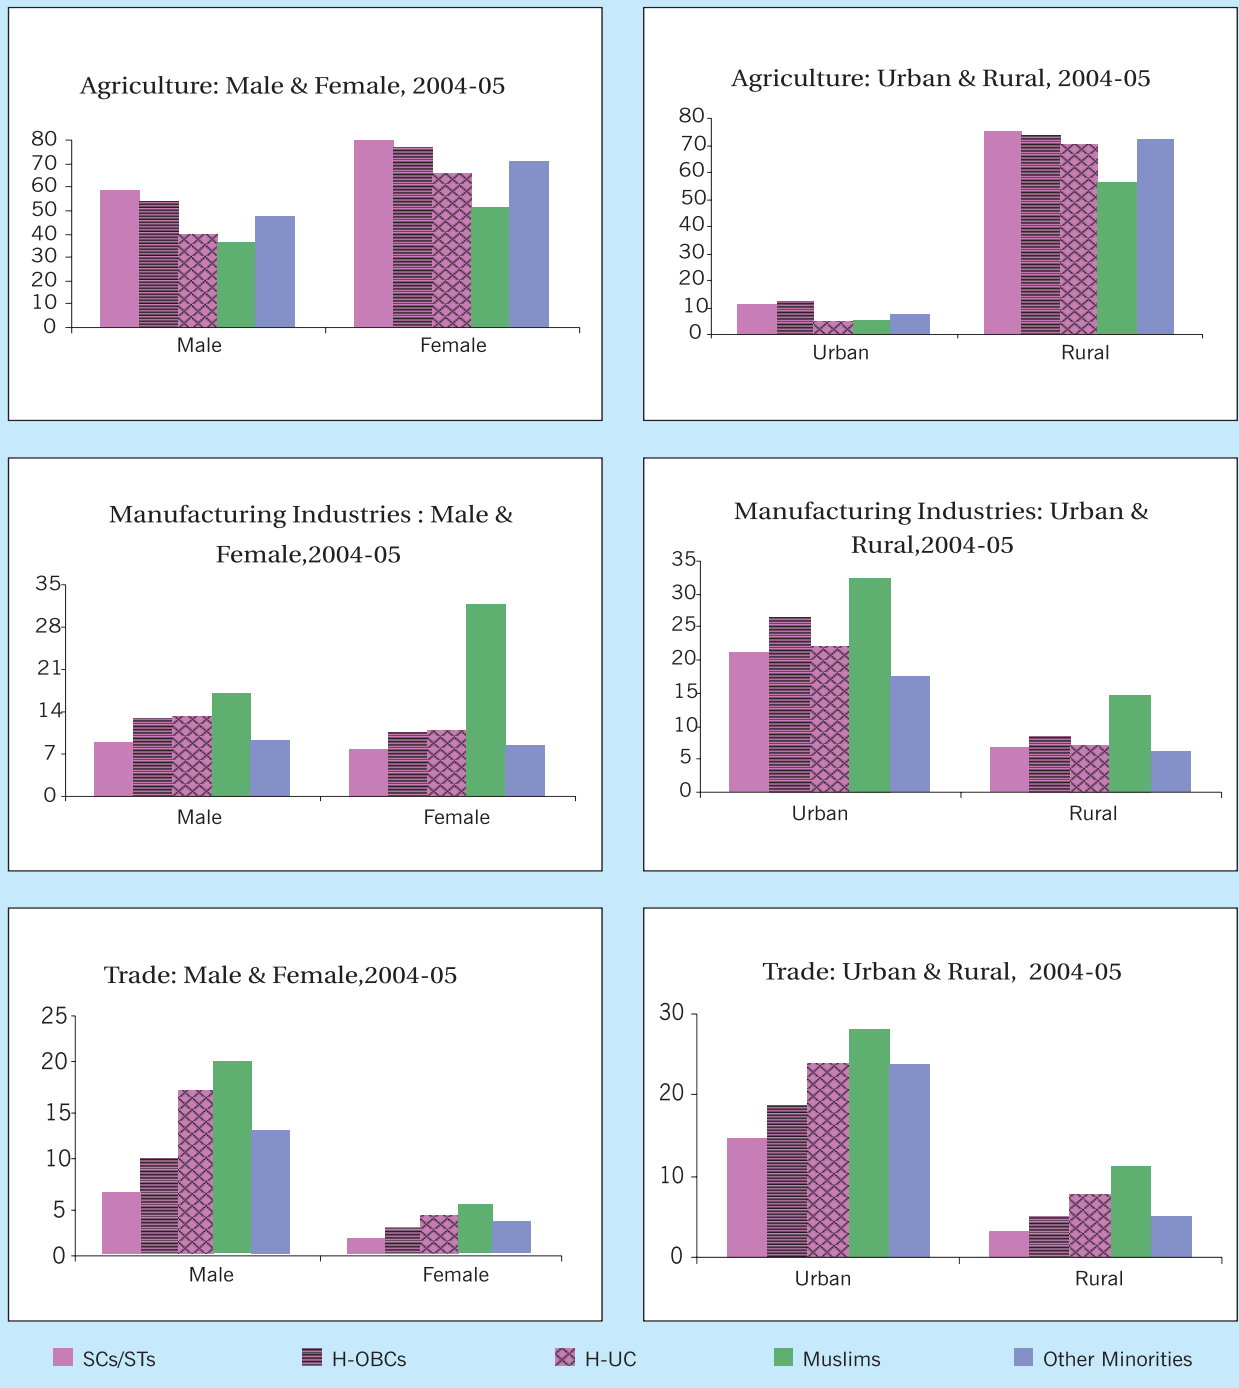 Agriculture: Male & Female, 2004-05
80
70
60
50
40
30
20
10
0
Male
Female
Agriculture: Urban & Rural, 2004-05
80
70
60
50
40
30
20
10
0
Urban
Rural
Manufacturing Industries : Male &
Female,2004-05
35
28
21
14
7
0
Male
Female
Manufacturing Industries: Urban &
Rural,2004-05
35
30
25
20
15
10
5
0
Urban
Rural
Trade: Male & Female,2004-05
25
20
15
10
5
0
Male
Female
Trade: Urban & Rural, 2004-05
30
20
10
0
Urban
Rural
SCs/STs
H-OBCs
H-UC
Muslims
Other Minorities